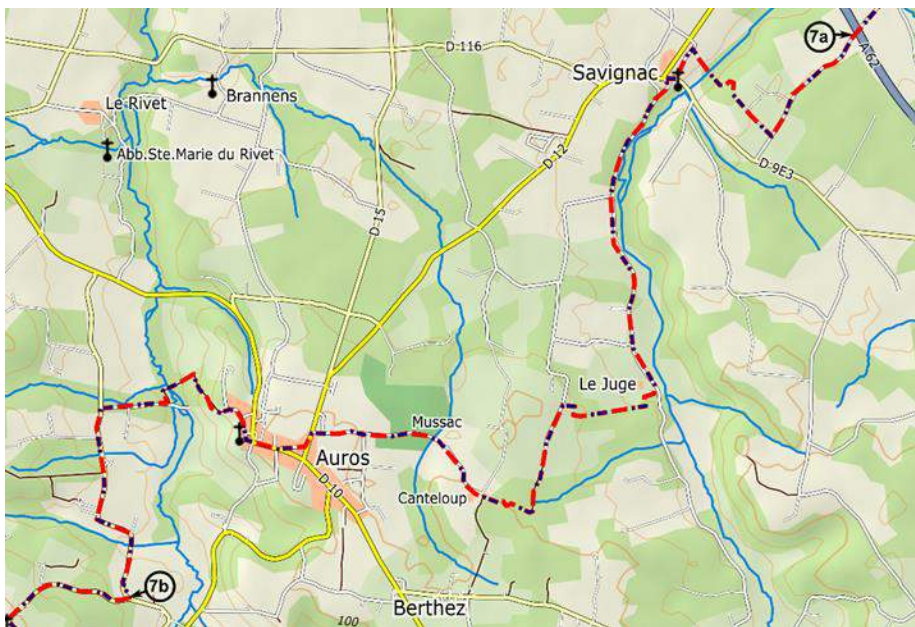 7a
A 62
D 116
Savignac
Brannens
Le Rivet
Abb.Ste.Marie du Rivet
D 12
D 9E3
D 15
Le Juge
Mussac
Auros
D 10
Canteloup
7b
Berthez
100